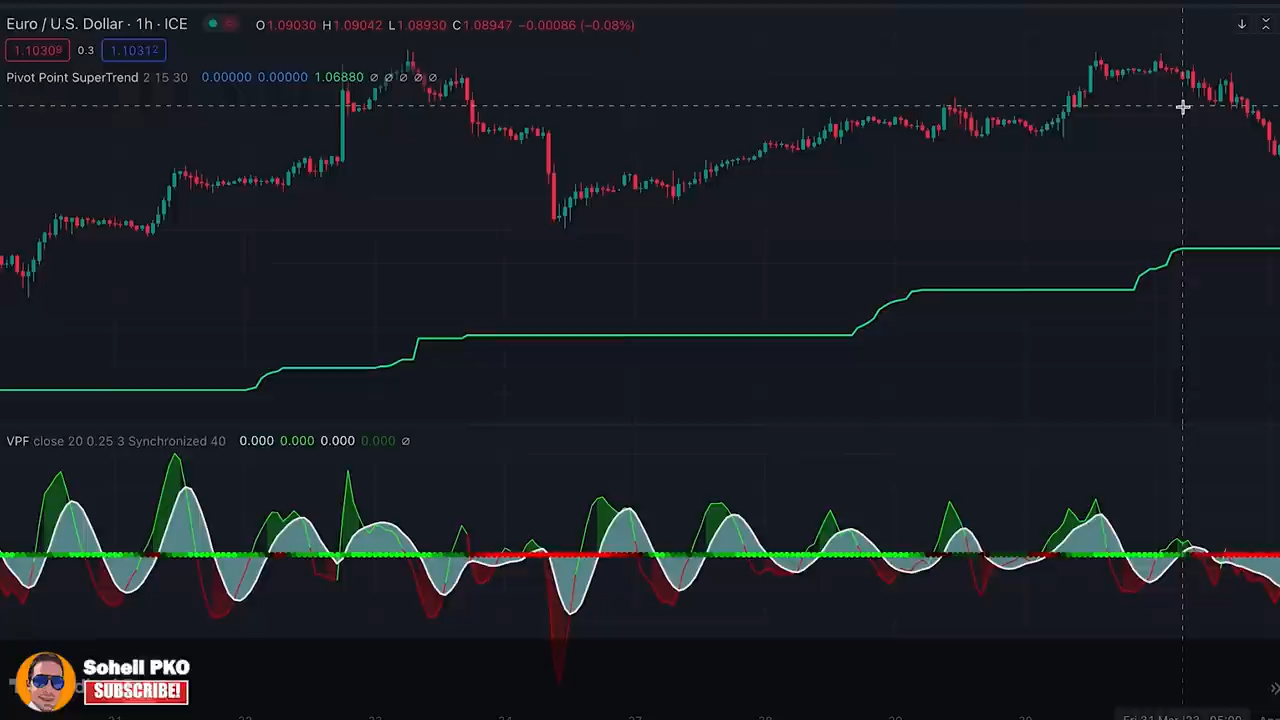 Euro / U.S. Dollar · 1h · ICE O1.09030 H1.09042 L1.08930 C1.08947 −0.00086 (−0.08%)
1.10309 0.3 1.10312
Pivot Point SuperTrend 2 15 30 0.00000 0.00000 1.06880 ∅ ∅ ∅ ∅ ∅
VPF close 20 0.25 3 Synchronized 40 0.000 0.000 0.000 0.000 ∅
Soheil PKO
SUBSCRIBE!